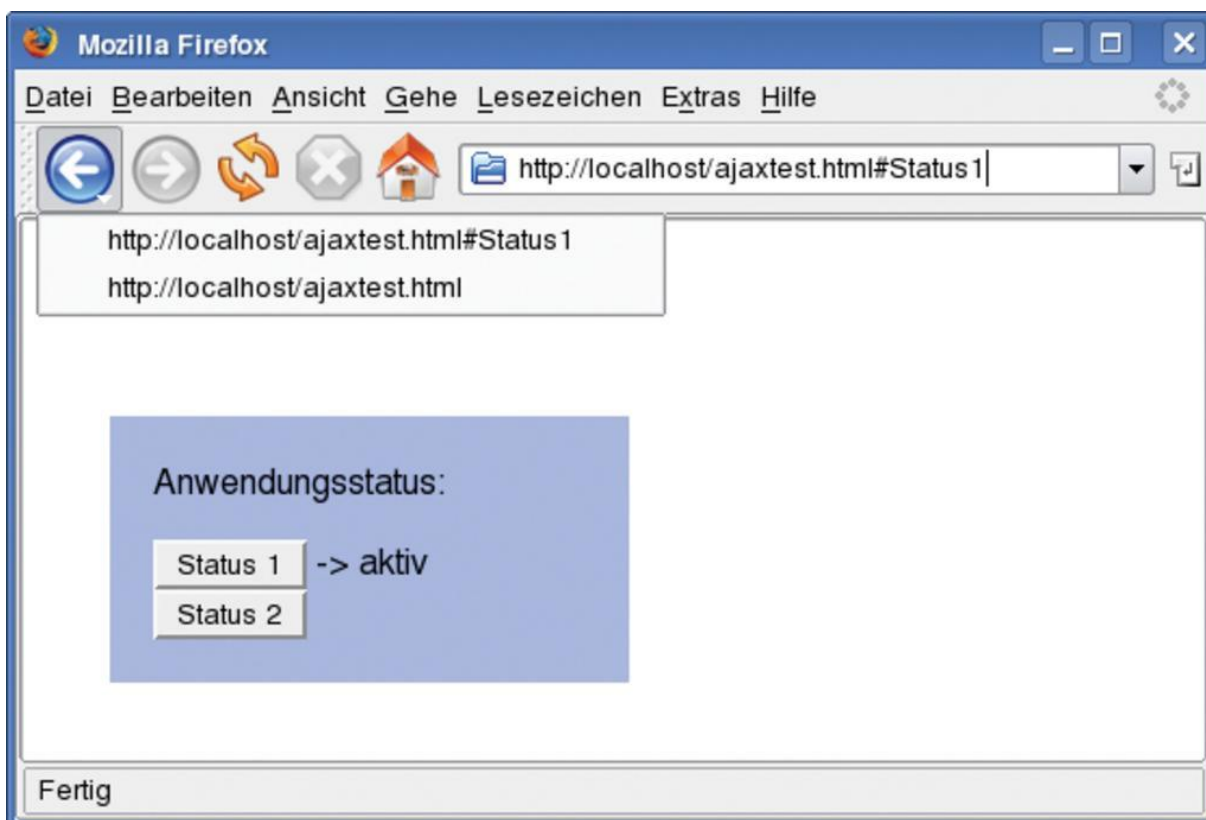 Mozilla Firefox
Datei Bearbeiten Ansicht Gehe Lesezeichen Extras Hilfe
http://localhost/ajaxtest.html#Status1
http://localhost/ajaxtest.html#Status1
http://localhost/ajaxtest.html
Anwendungsstatus:
Status 1 -> aktiv
Status 2
Fertig